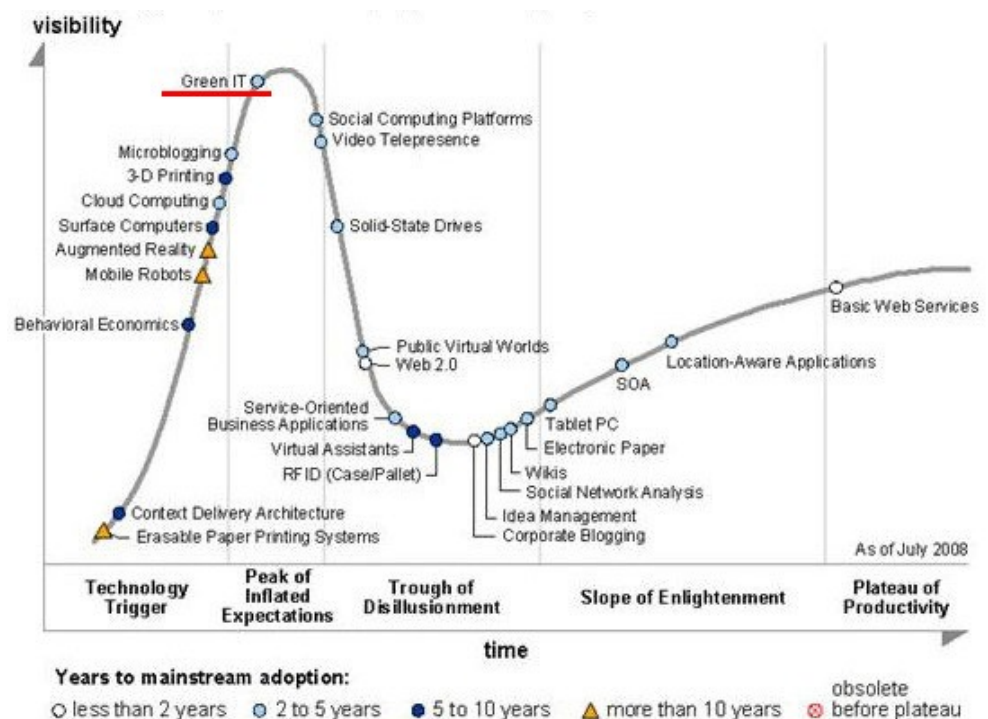 visibility
Green IT
Social Computing Platforms
Video Telepresence
Microblogging
3-D Printing
Cloud Computing
Surface Computers
Solid-State Drives
Augmented Reality
Mobile Robots
Basic Web Services
Behavioral Economics
Public Virtual Worlds
Web 2.0
Location-Aware Applications
SOA
Service-Oriented
Business Applications
Tablet PC
Virtual Assistants
Electronic Paper
RFID (Case/Pallet)
Wikis
Social Network Analysis
Context Delivery Architecture
Idea Management
Erasable Paper Printing Systems
Corporate Blogging
As of July 2008
Technology
Trigger
Peak of
Inflated
Expectations
Trough of
Disillusionment
Slope of Enlightenment
Plateau of
Productivity
time
Years to mainstream adoption:
less than 2 years
2 to 5 years
5 to 10 years
more than 10 years
obsolete
before plateau